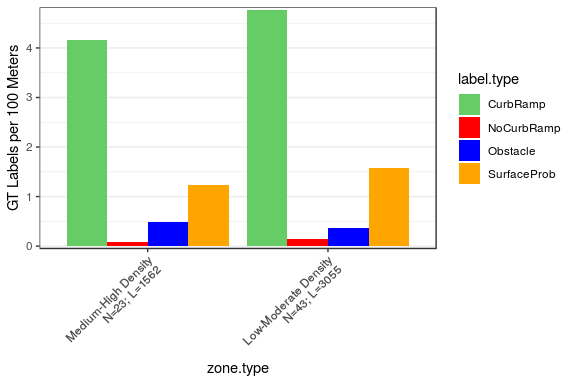 GT Labels per 100 Meters
4
3
2
1
0
Medium-High Density
N=23; L=1562
Low-Moderate Density
N=43; L=3055
zone.type
label.type
CurbRamp
NoCurbRamp
Obstacle
SurfaceProb